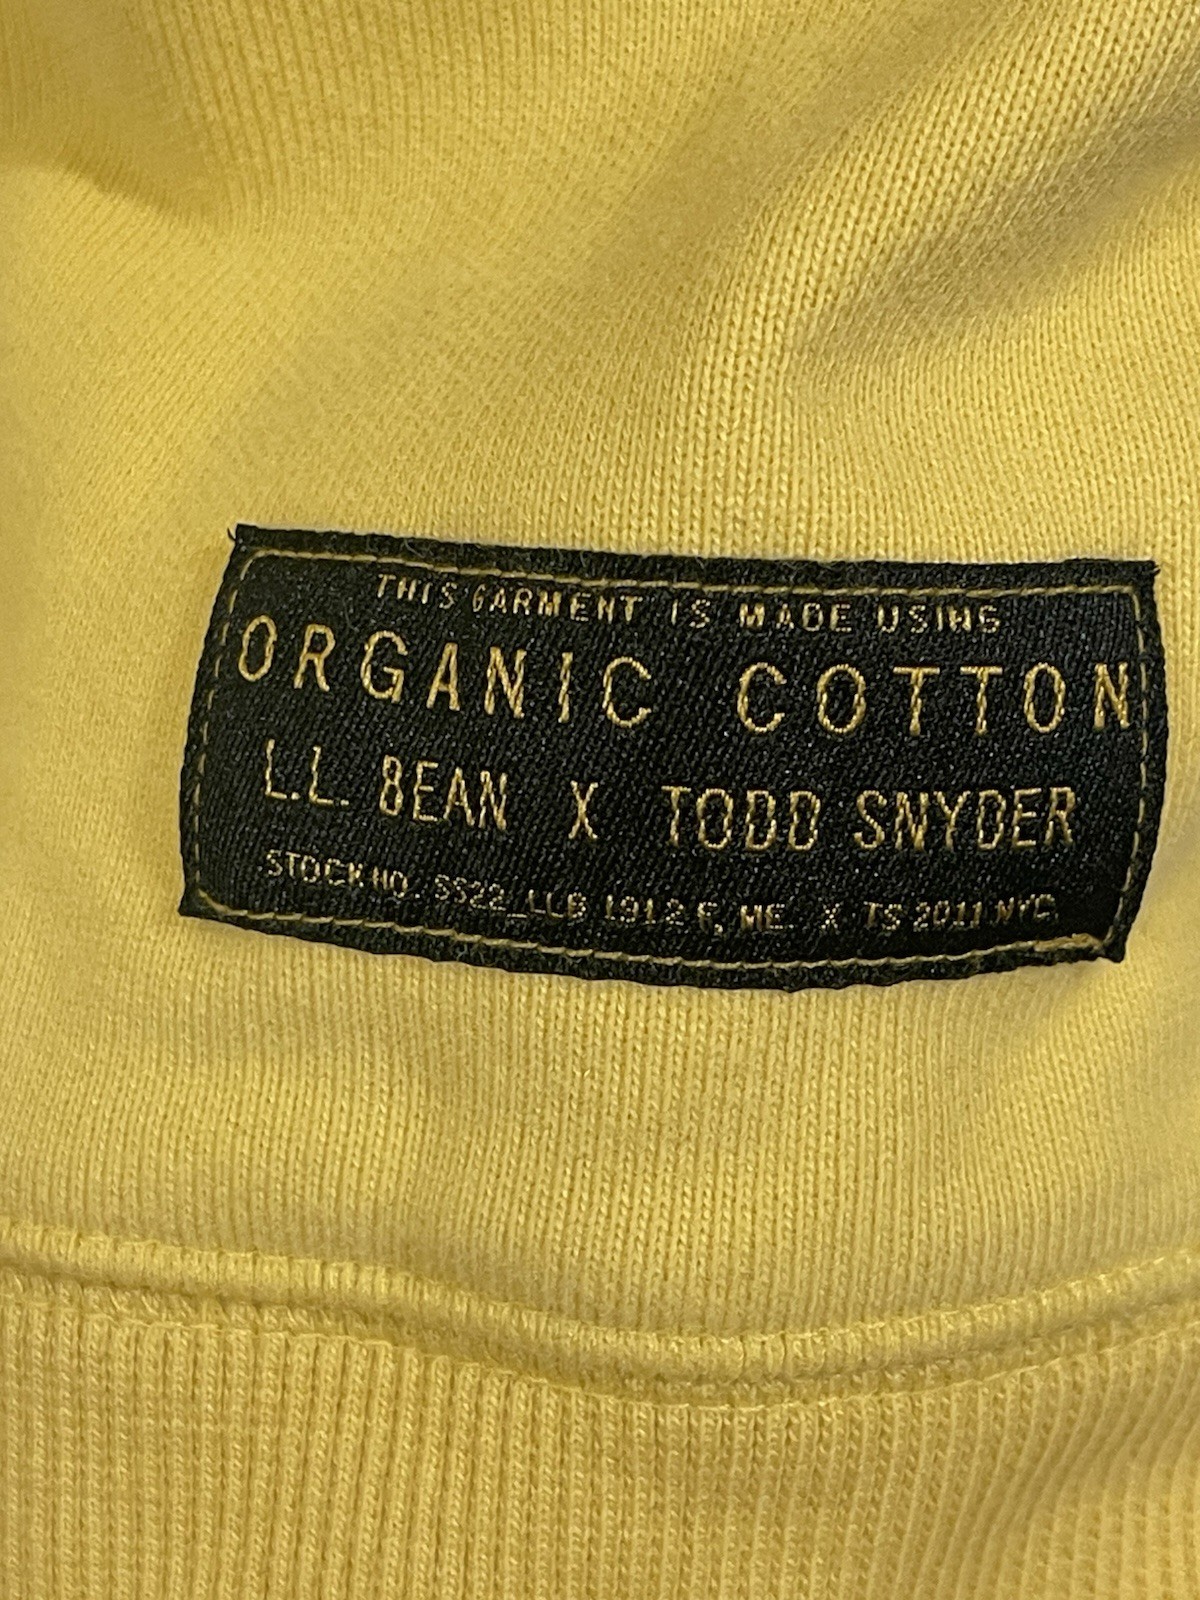 THIS GARMENT IS MADE USING
ORGANIC COTTON
L.L. BEAN X TODD SNYDER
STOCK NO. SS22_LLB 1912 F, ME. X TS 2011 NYC